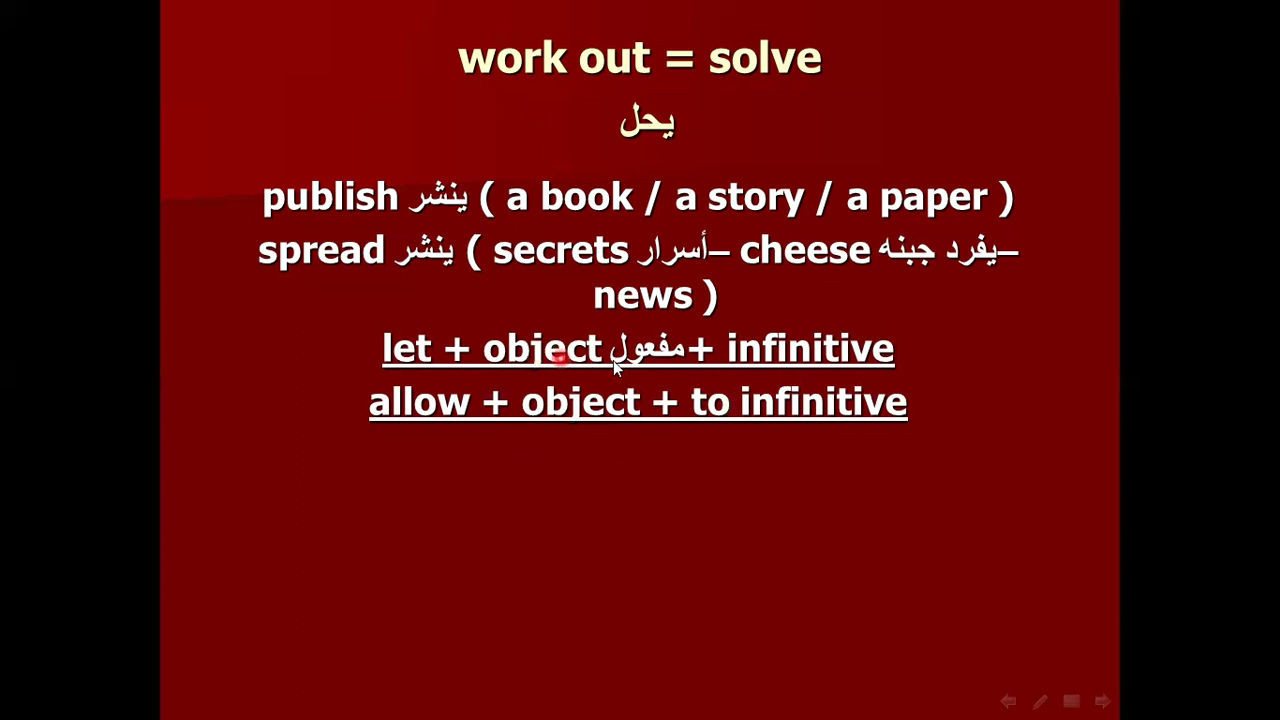 work out = solve
يحل
publish ينشر ( a book / a story / a paper )
spread ينشر ( secrets أسرار– cheese يفرد جبنه–
news )
let + object مفعول+ infinitive
allow + object + to infinitive